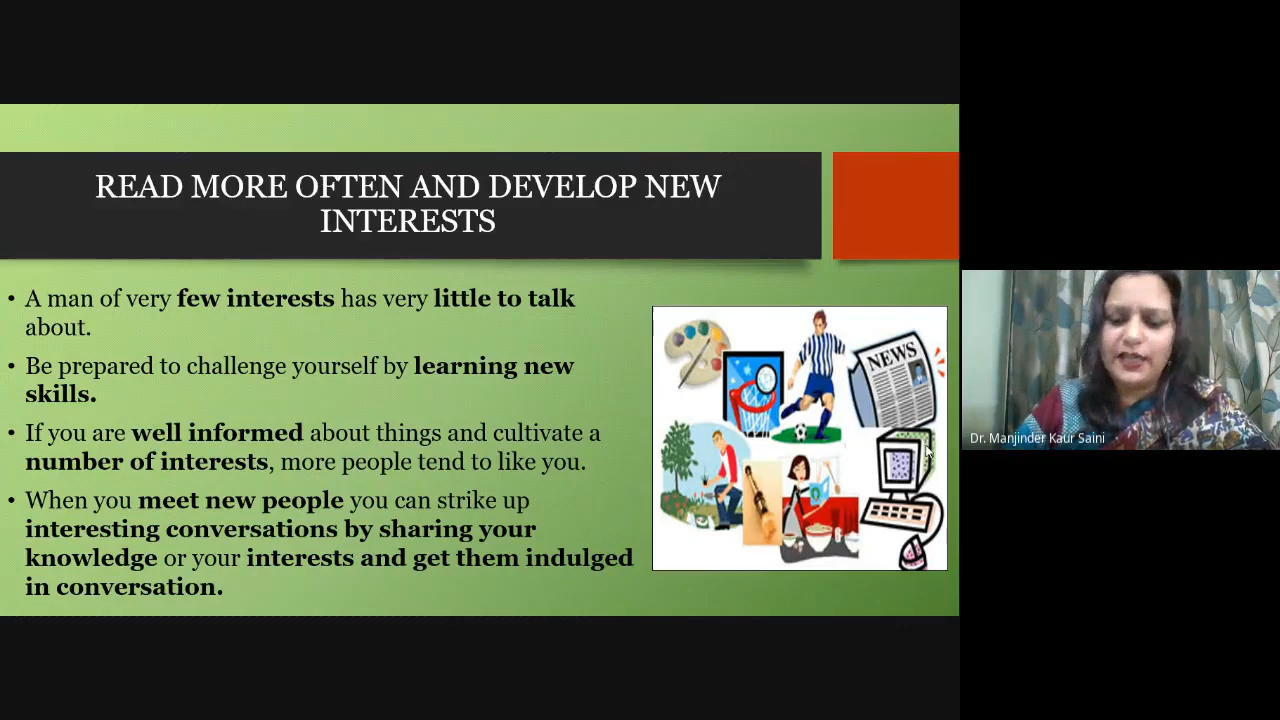 READ MORE OFTEN AND DEVELOP NEW
INTERESTS
• A man of very few interests has very little to talk
about.
• Be prepared to challenge yourself by learning new
skills.
• If you are well informed about things and cultivate a
number of interests, more people tend to like you.
• When you meet new people you can strike up
interesting conversations by sharing your
knowledge or your interests and get them indulged
in conversation.
NEWS
Dr. Manjinder Kaur Saini